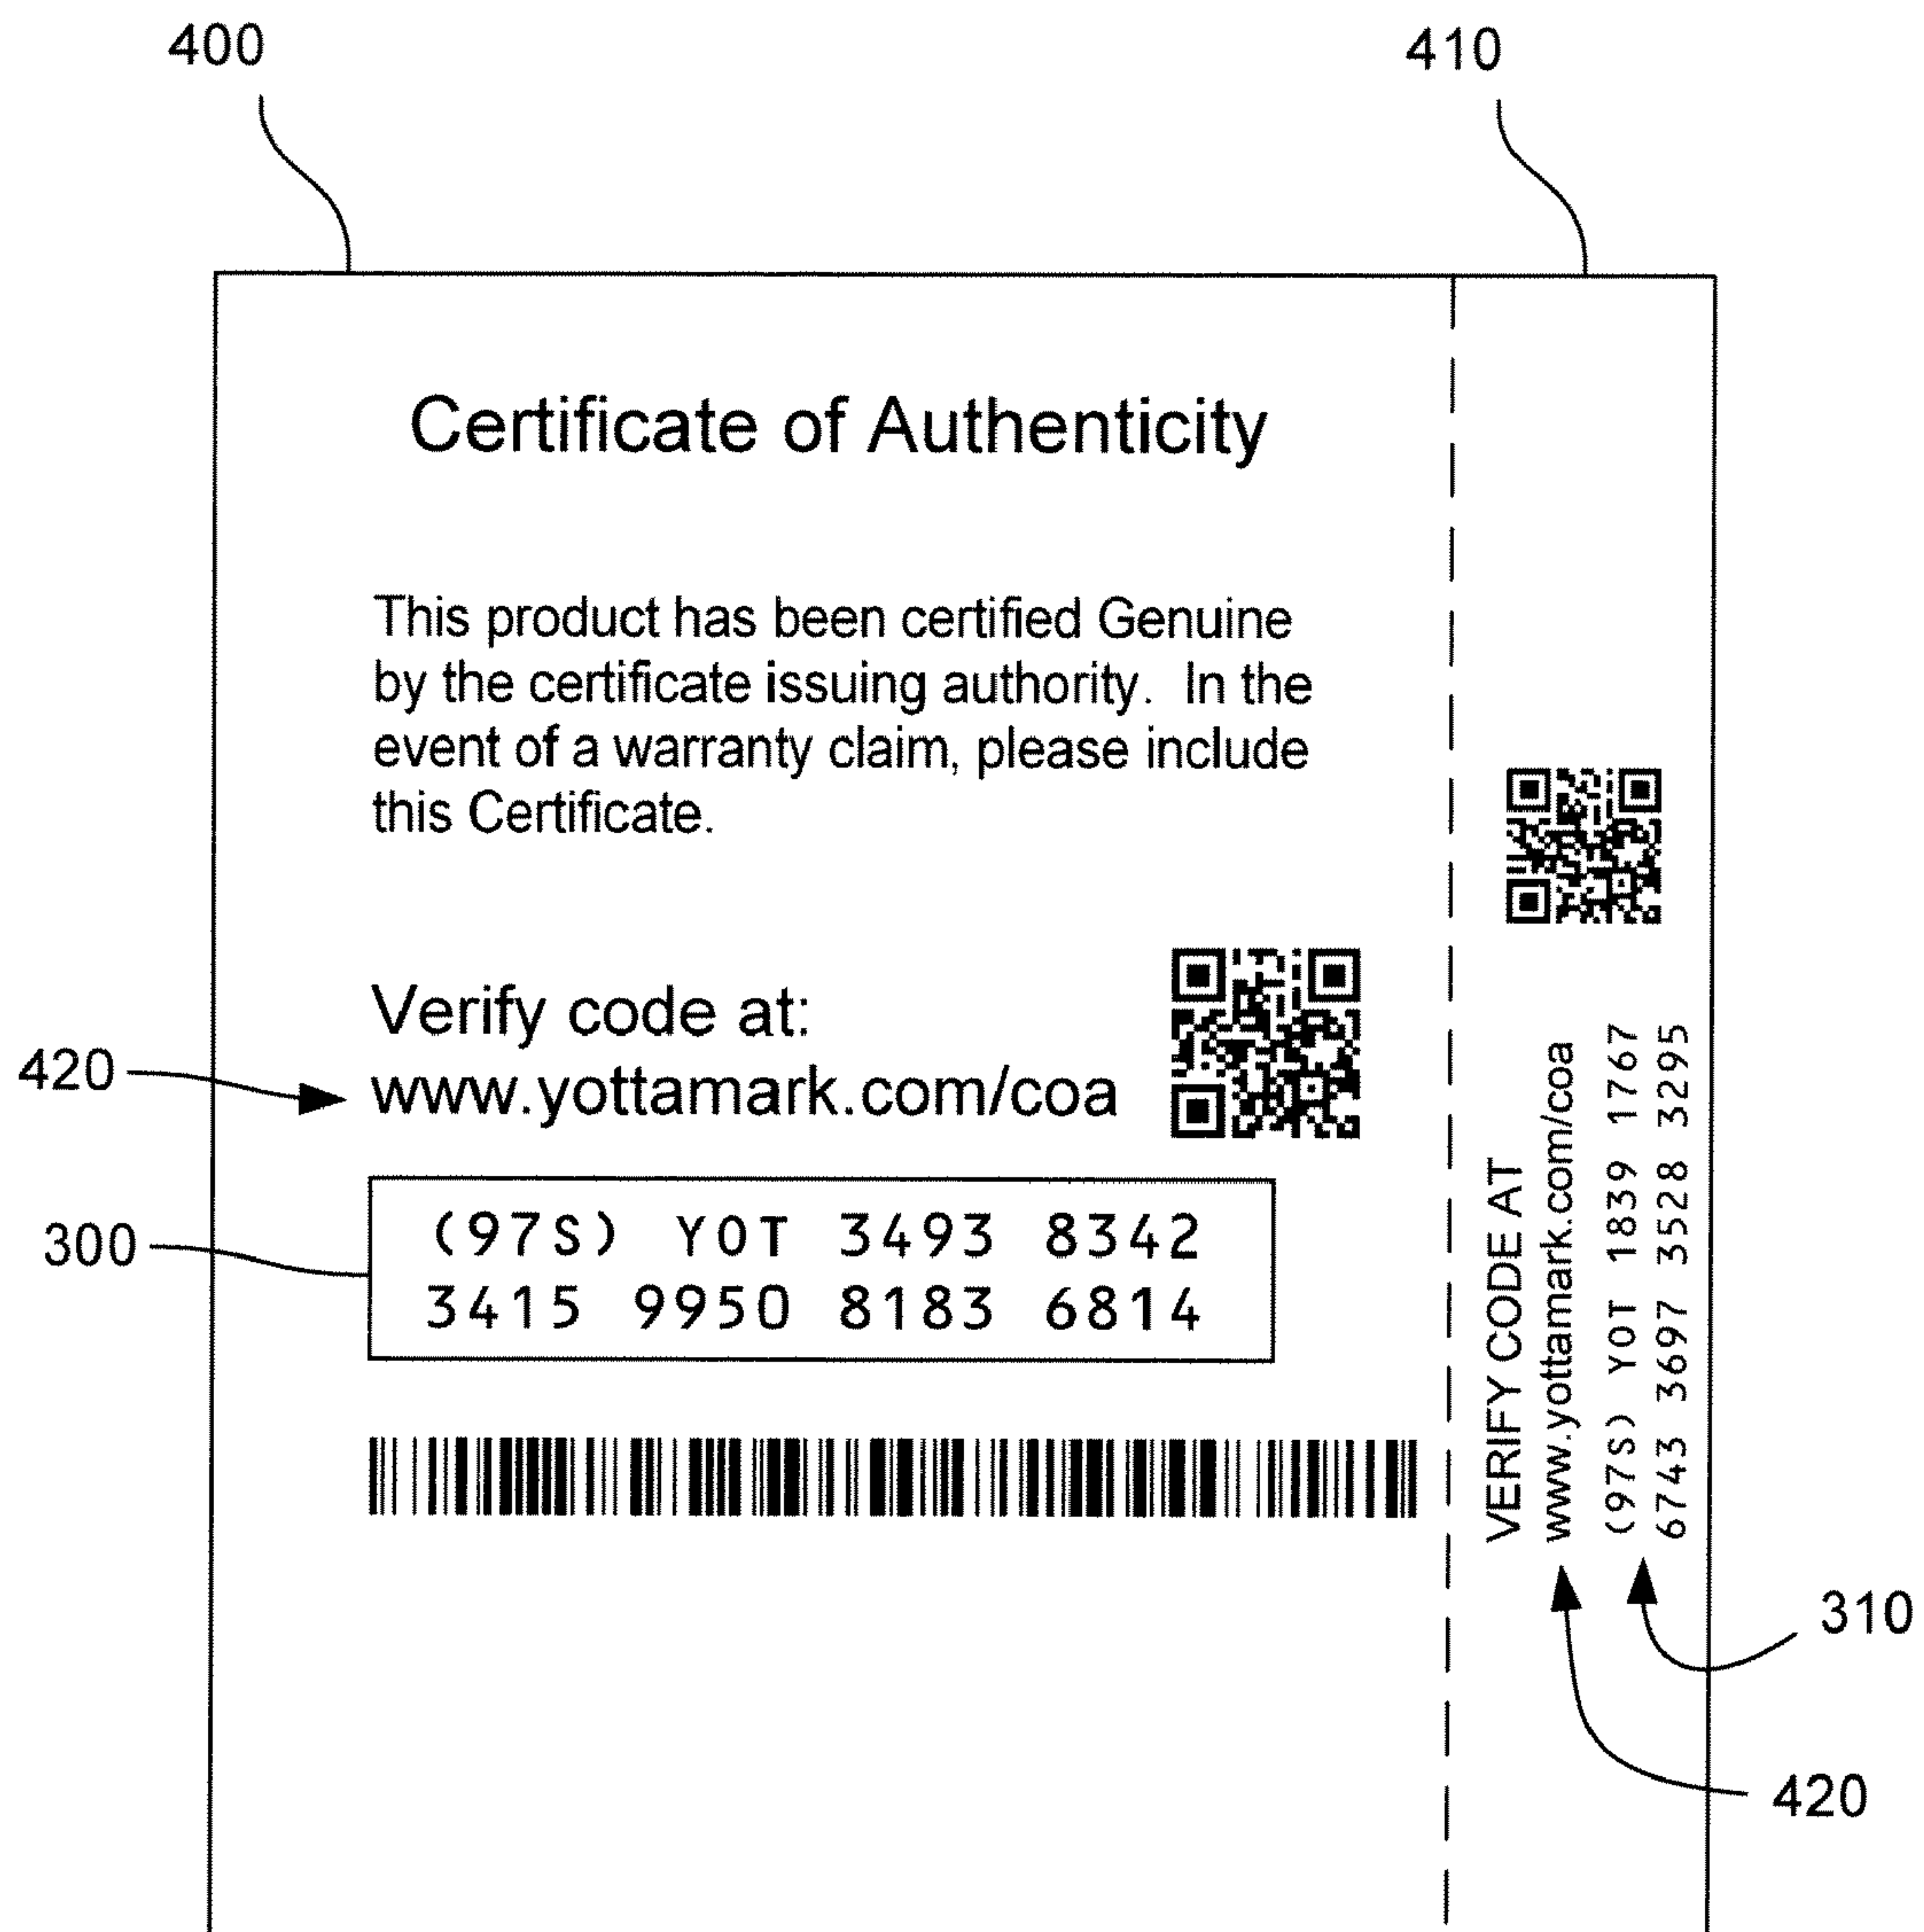 400
410
Certificate of Authenticity
This product has been certified Genuine
by the certificate issuing authority.  In the
event of a warranty claim, please include
this Certificate.
Verify code at:
420
www.yottamark.com/coa
300
(97S) YOT 3493 8342
3415 9950 8183 6814
VERIFY CODE AT
www.yottamark.com/coa
(97S) YOT 1839 1767
6743 3697 3528 3295
310
420